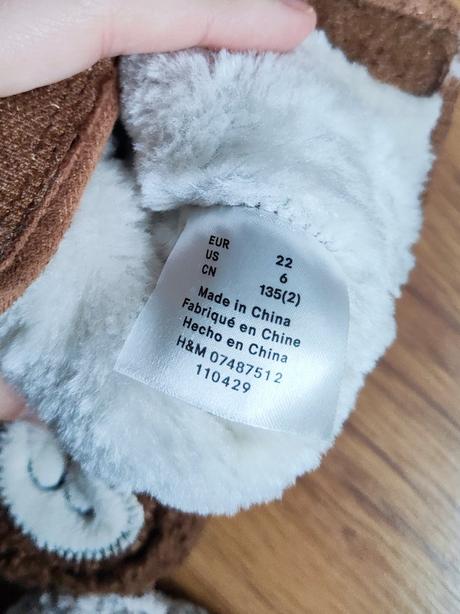 EUR 22
US 6
CN 135(2)
Made in China
Fabriqué en Chine
Hecho en China
H&M 07487512
110429